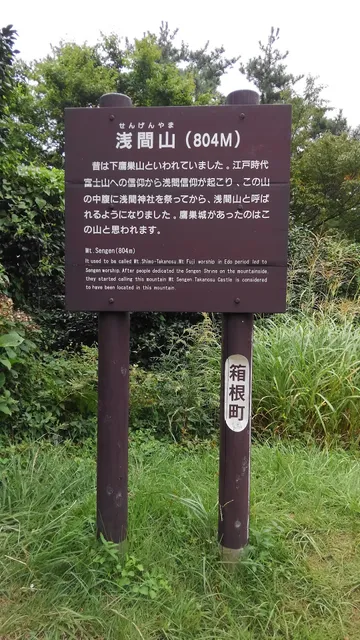 せんげんやま
浅間山（804M）
昔は下鷹巣山といわれていました。江戸時代
富士山への信仰から浅間信仰が起こり、この山
の中腹に浅間神社を祭ってから、浅間山と呼ば
れるようになりました。鷹巣城があったのはこ
の山と思われます。
Mt.Sengen(804m)
It used to be called Mt.Shimo-Takanosu.Mt Fuji worship in Edo period led to
Sengen worship. After people dedicated the Sengen Shrine on the mountainside,
they started calling this mountain Mt Sengen.Takanosu Castle is considered
to have been located in this mountain.
箱根町